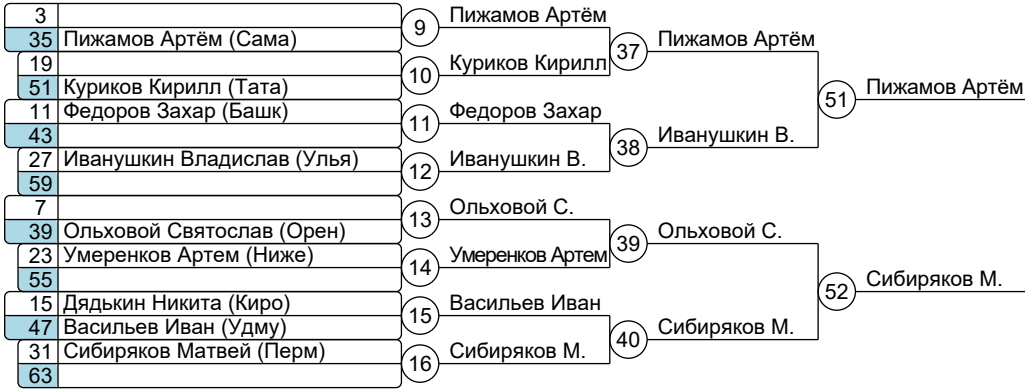 3
35 Пижамов Артём (Сама)
19
51 Куриков Кирилл (Тата)
11 Федоров Захар (Башк)
43
27 Иванушкин Владислав (Улья)
59
7
39 Ольховой Святослав (Орен)
23 Умеренков Артем (Ниже)
55
15 Дядькин Никита (Киро)
47 Васильев Иван (Удму)
31 Сибиряков Матвей (Перм)
63
9 Пижамов Артём
10 Куриков Кирилл
11 Федоров Захар
12 Иванушкин В.
13 Ольховой С.
14 Умеренков Артем
15 Васильев Иван
16 Сибиряков М.
37 Пижамов Артём
38 Иванушкин В.
39 Ольховой С.
40 Сибиряков М.
51 Пижамов Артём
52 Сибиряков М.